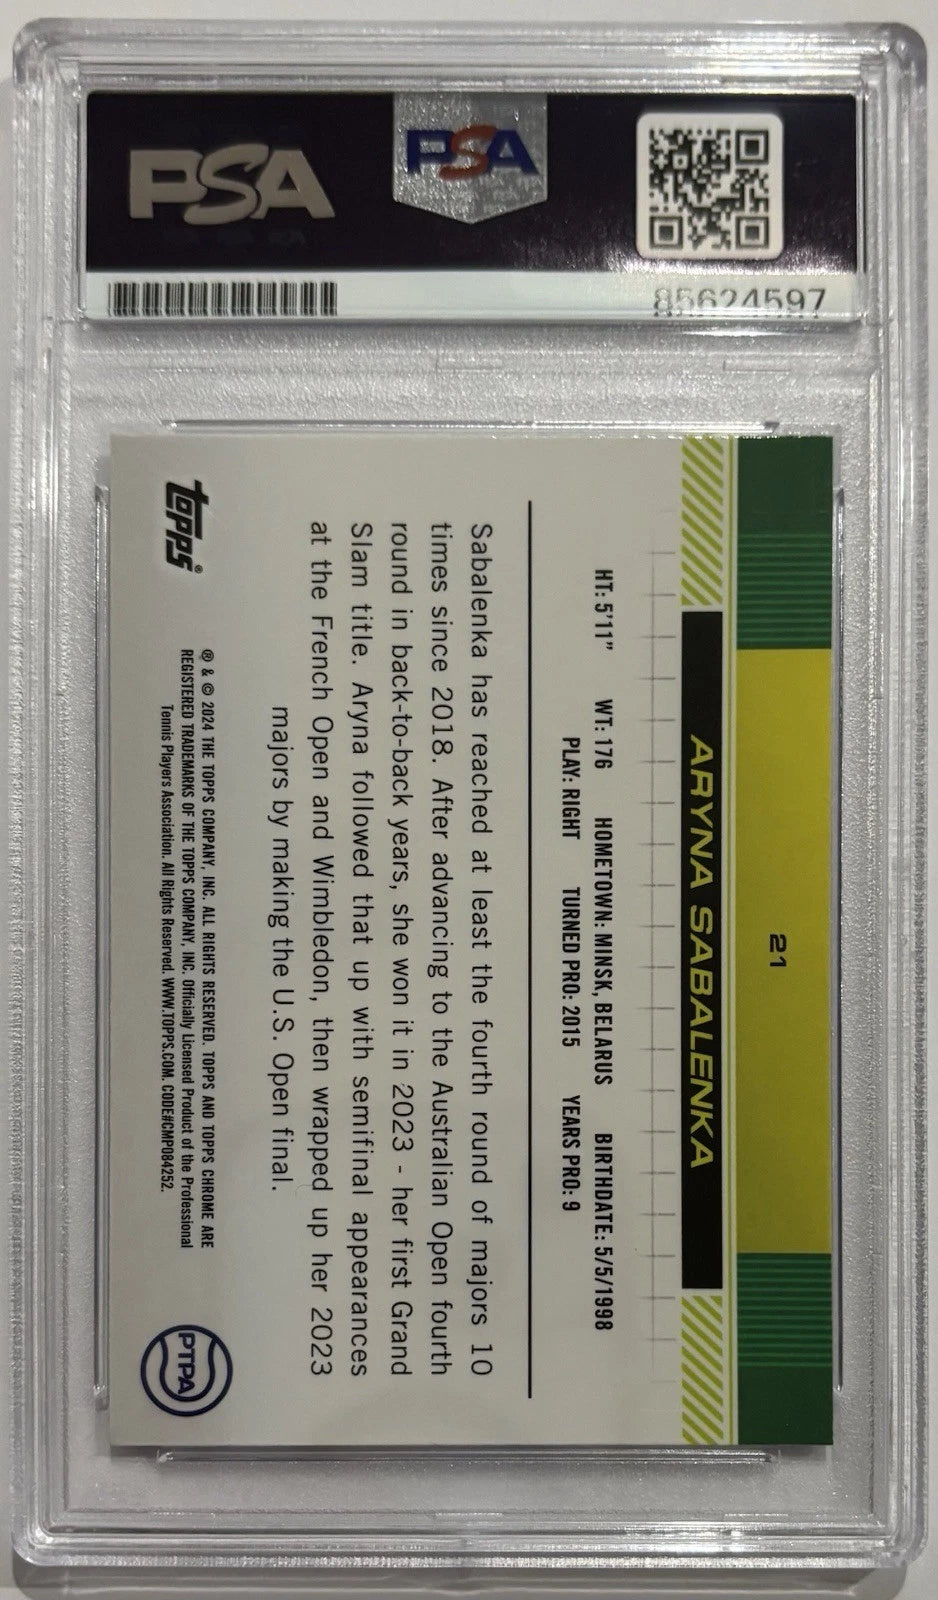 PSA
PSA
85624597
21
ARYNA SABALENKA
HT: 5'11" WT: 176 HOMETOWN: MINSK, BELARUS BIRTHDATE: 5/5/1998
PLAY: RIGHT TURNED PRO: 2015 YEARS PRO: 9
Sabalenka has reached at least the fourth round of majors 10
times since 2018. After advancing to the Australian Open fourth
round in back-to-back years, she won it in 2023 - her first Grand
Slam title. Aryna followed that up with semifinal appearances
at the French Open and Wimbledon, then wrapped up her 2023
majors by making the U.S. Open final.
topps®
® & © 2024 THE TOPPS COMPANY, INC. ALL RIGHTS RESERVED. TOPPS AND TOPPS CHROME ARE
REGISTERED TRADEMARKS OF THE TOPPS COMPANY, INC. Officially Licensed Product of the Professional
Tennis Players Association. All Rights Reserved. WWW.TOPPS.COM. CODE#CMP084252.
PTPA